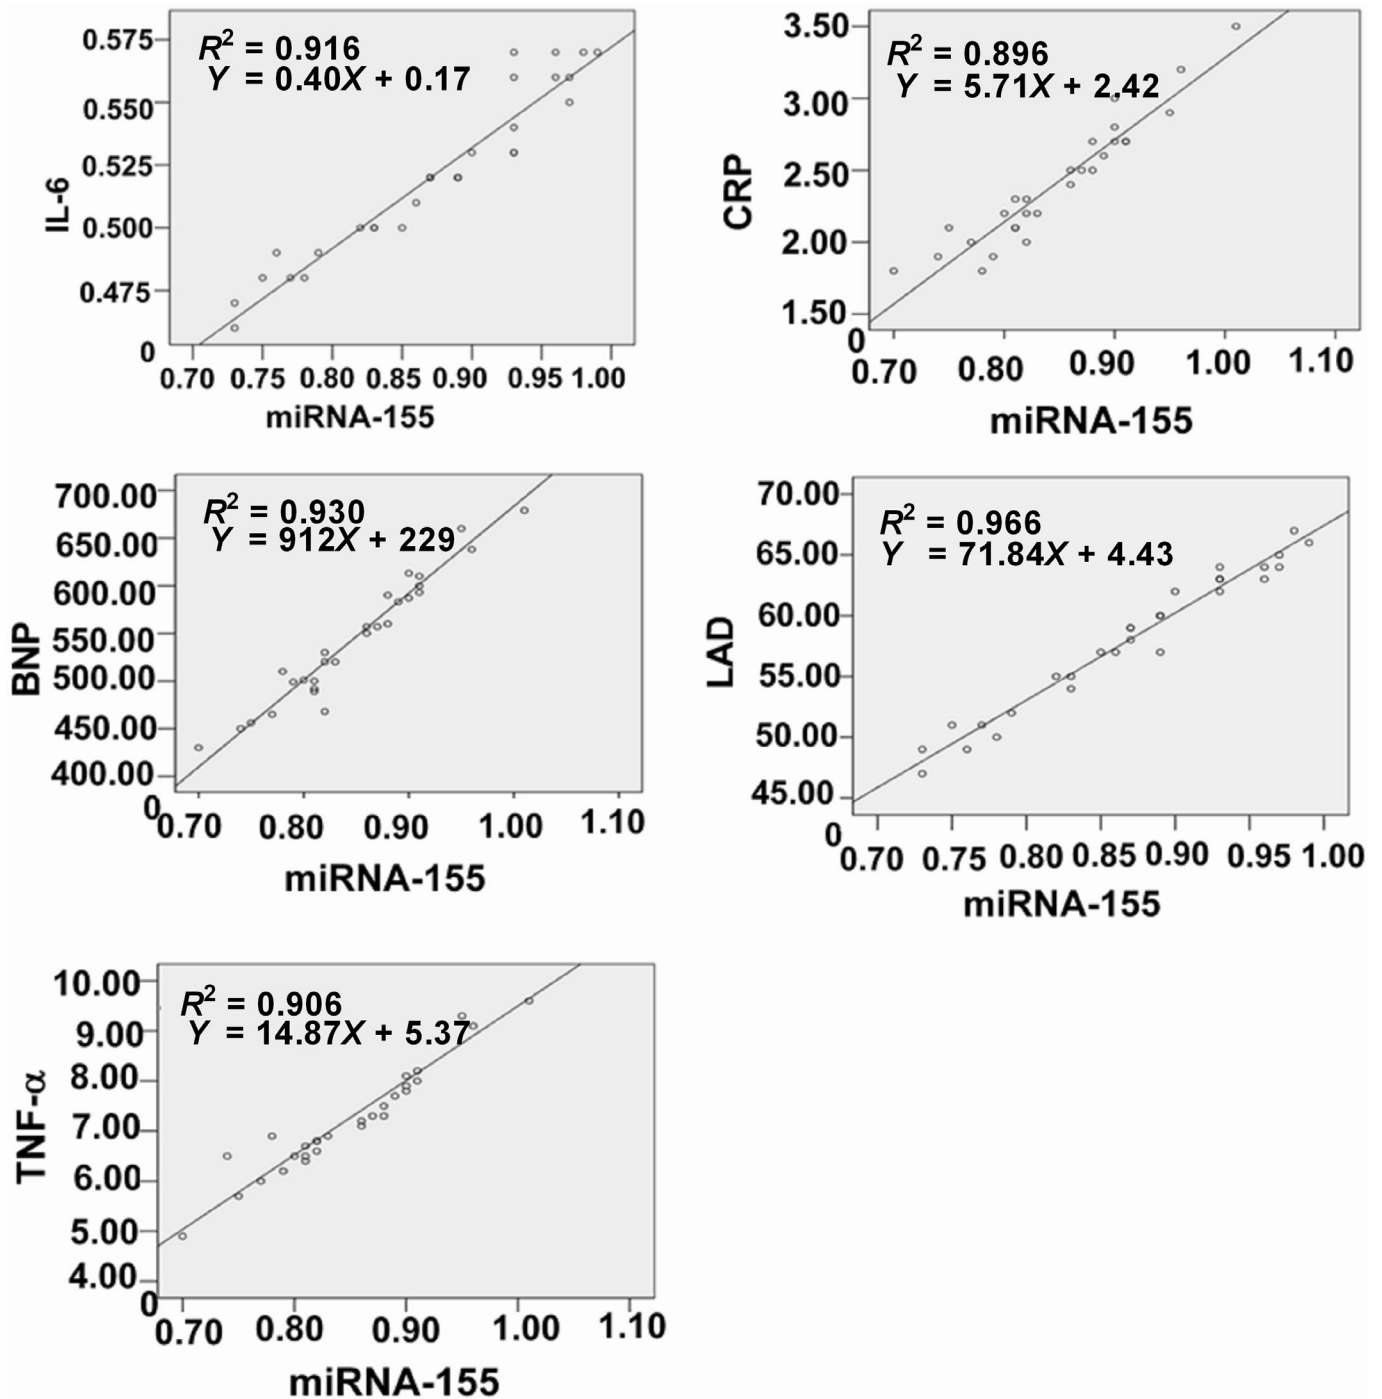 R² = 0.916
Y = 0.40X + 0.17
0.575
0.550
0.525
0.500
0.475
0
IL-6
0.70 0.75 0.80 0.85 0.90 0.95 1.00
miRNA-155
R² = 0.896
Y = 5.71X + 2.42
3.50
3.00
2.50
2.00
1.50
0
CRP
0.70 0.80 0.90 1.00 1.10
miRNA-155
R² = 0.930
Y = 912X + 229
700.00
650.00
600.00
550.00
500.00
450.00
400.00
0
BNP
0.70 0.80 0.90 1.00 1.10
miRNA-155
R² = 0.966
Y = 71.84X + 4.43
70.00
65.00
60.00
55.00
50.00
45.00
0
LAD
0.70 0.75 0.80 0.85 0.90 0.95 1.00
miRNA-155
R² = 0.906
Y = 14.87X + 5.37
10.00
9.00
8.00
7.00
6.00
5.00
4.00
0
TNF-α
0.70 0.80 0.90 1.00 1.10
miRNA-155